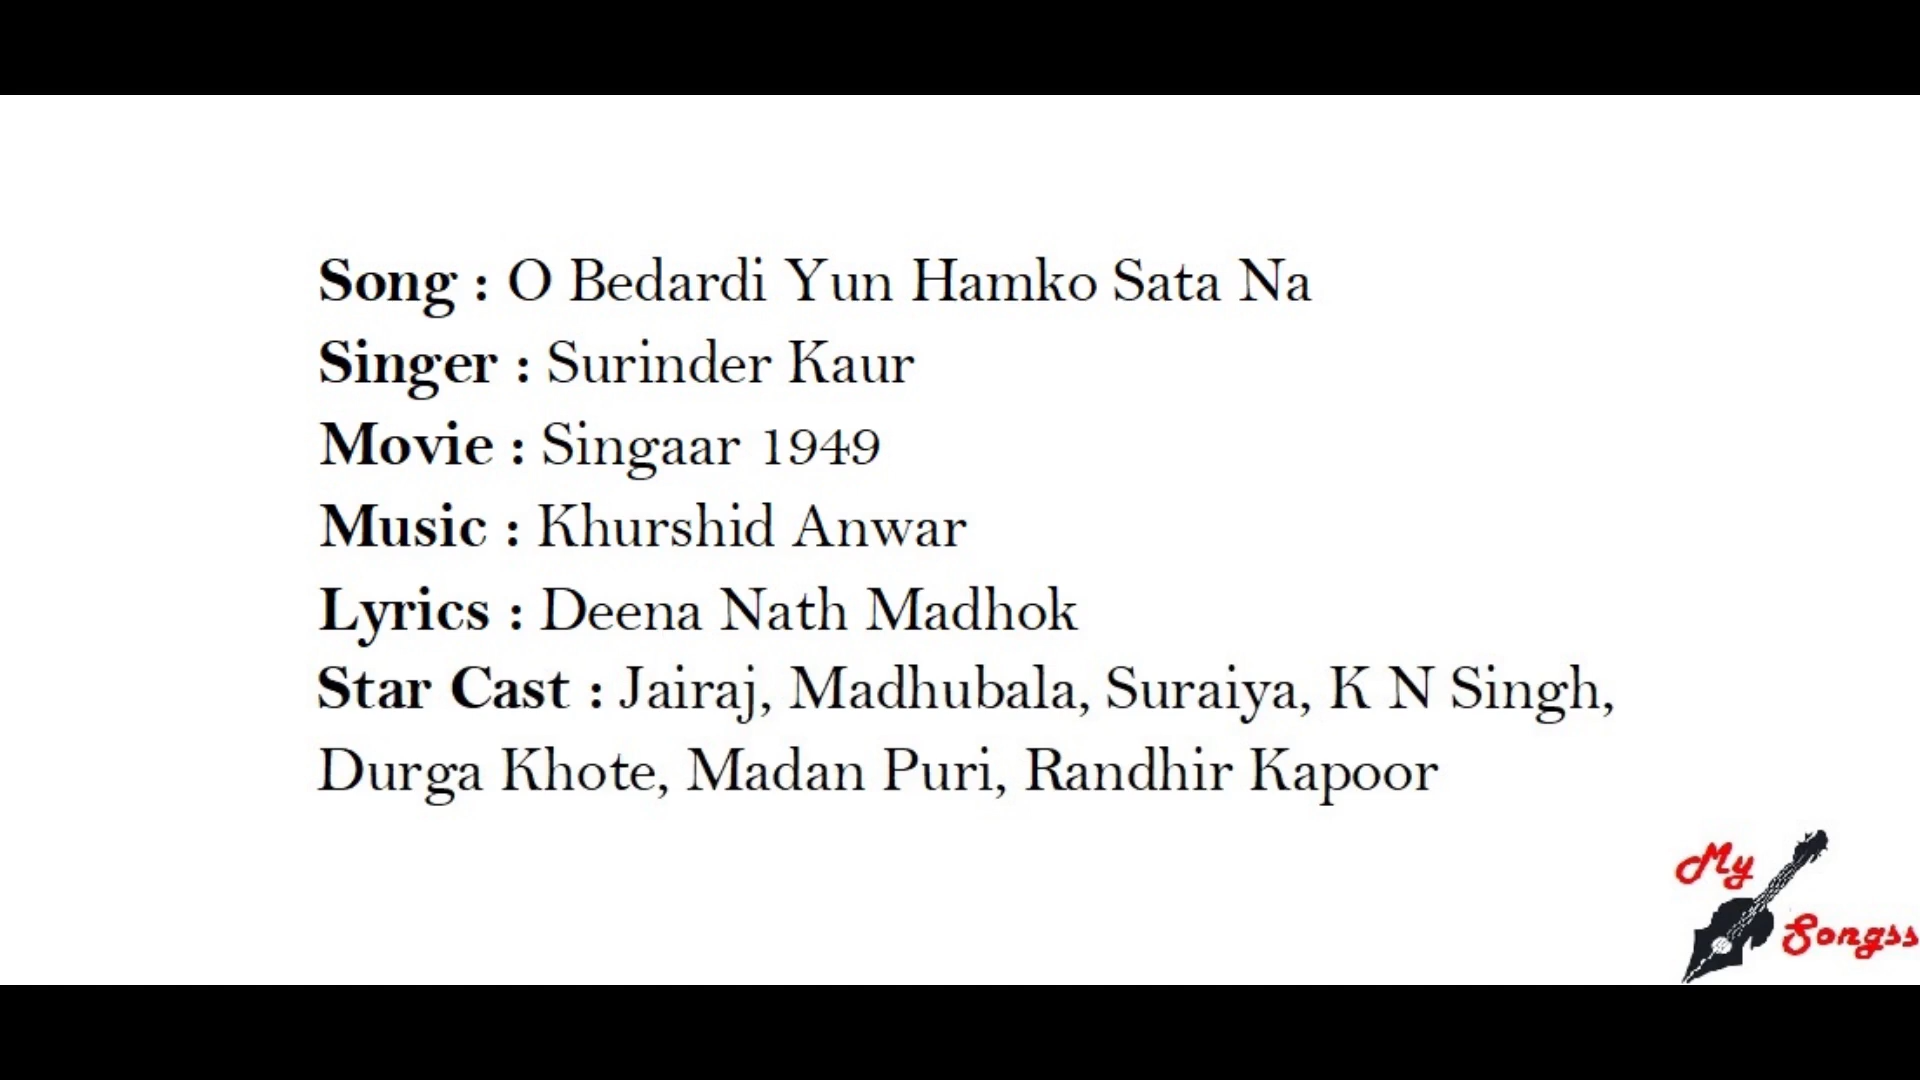 Song : O Bedardi Yun Hamko Sata Na
Singer : Surinder Kaur
Movie : Singaar 1949
Music : Khurshid Anwar
Lyrics : Deena Nath Madhok
Star Cast : Jairaj, Madhubala, Suraiya, K N Singh,
Durga Khote, Madan Puri, Randhir Kapoor
My
Songss